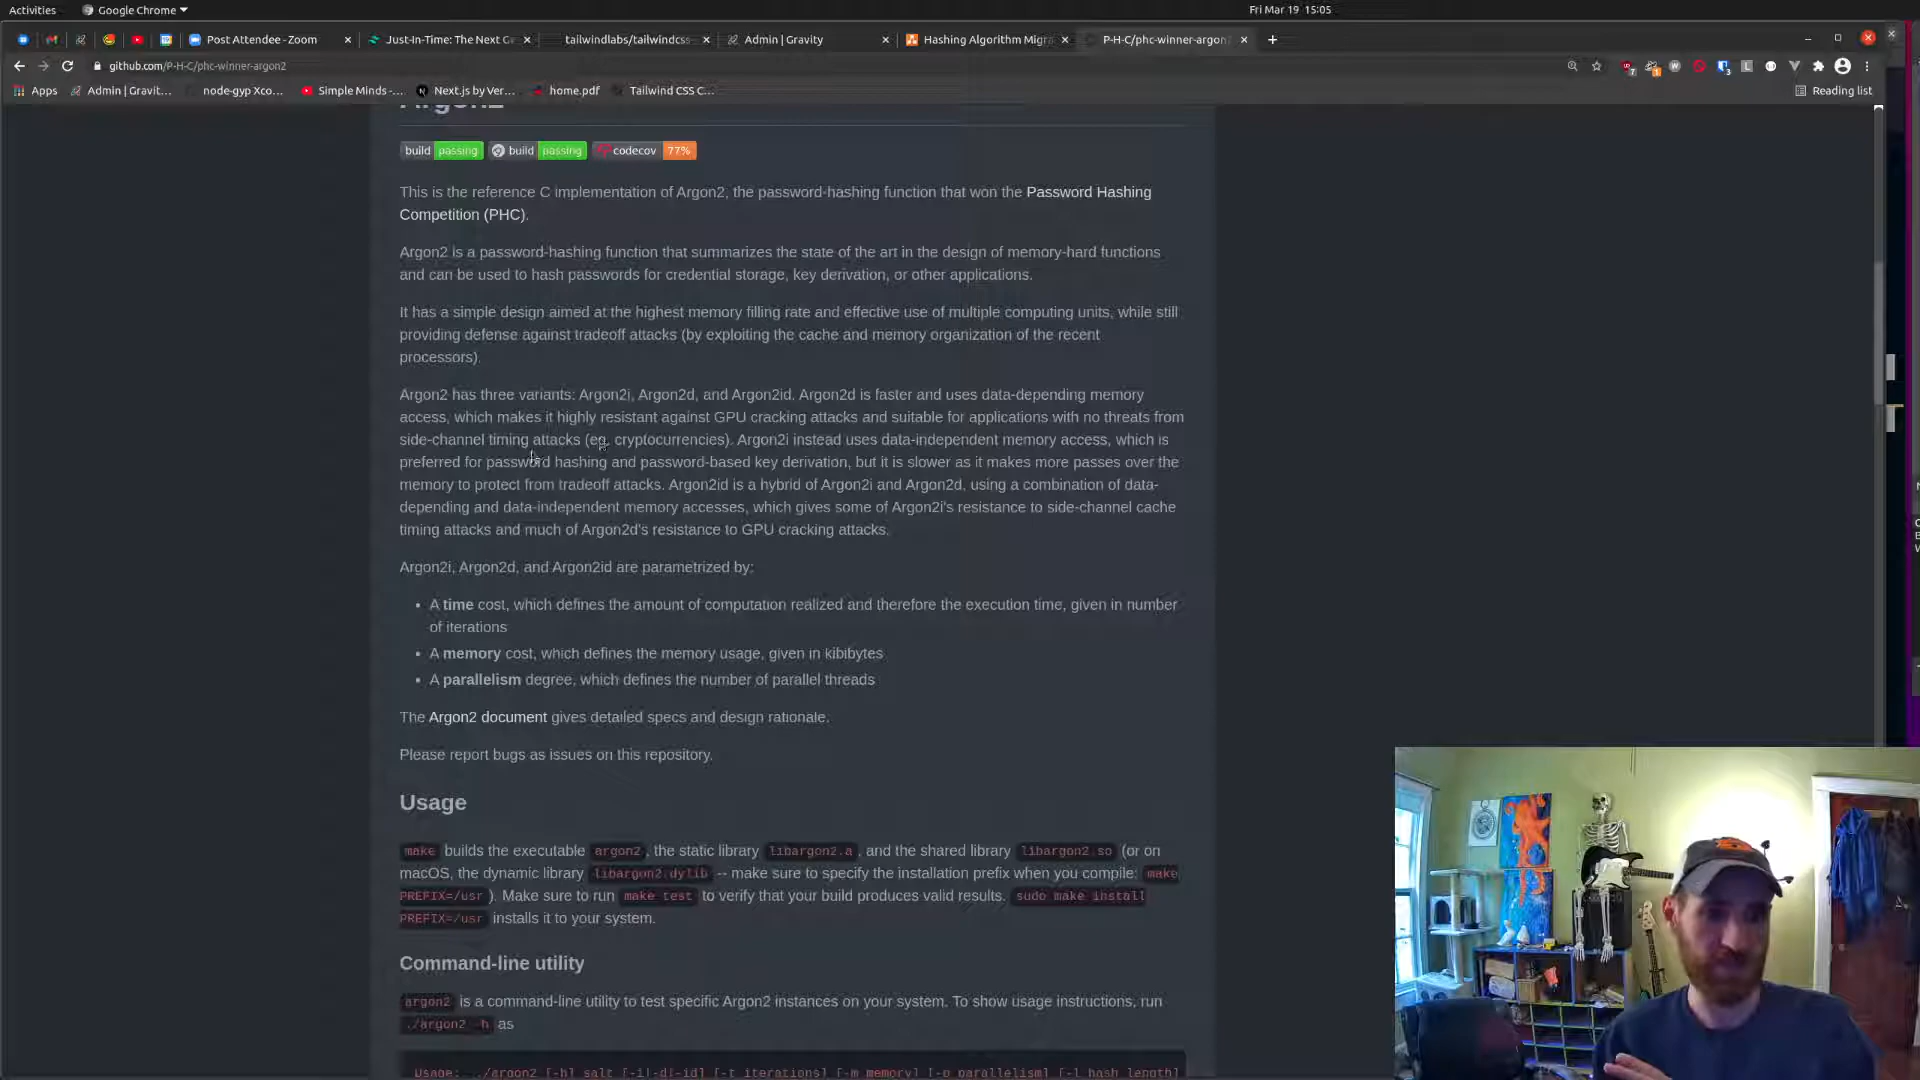 Activities
Google Chrome
Fri Mar 19 15:05
Post Attendee - Zoom
Just-In-Time: The Next Ge
tailwindlabs/tailwindcss-
Admin | Gravity
Hashing Algorithm Migra
P-H-C/phc-winner-argon
github.com/P-H-C/phc-winner-argon2
Apps
Admin | Gravit...
node-gyp Xco...
Simple Minds -...
Next.js by Ver...
home.pdf
Tailwind CSS C...
Reading list
Argon2
build passing
build passing
codecov 77%
This is the reference C implementation of Argon2, the password-hashing function that won the Password Hashing
Competition (PHC).
Argon2 is a password-hashing function that summarizes the state of the art in the design of memory-hard functions
and can be used to hash passwords for credential storage, key derivation, or other applications.
It has a simple design aimed at the highest memory filling rate and effective use of multiple computing units, while still
providing defense against tradeoff attacks (by exploiting the cache and memory organization of the recent
processors).
Argon2 has three variants: Argon2i, Argon2d, and Argon2id. Argon2d is faster and uses data-depending memory
access, which makes it highly resistant against GPU cracking attacks and suitable for applications with no threats from
side-channel timing attacks (eg. cryptocurrencies). Argon2i instead uses data-independent memory access, which is
preferred for password hashing and password-based key derivation, but it is slower as it makes more passes over the
memory to protect from tradeoff attacks. Argon2id is a hybrid of Argon2i and Argon2d, using a combination of data-
depending and data-independent memory accesses, which gives some of Argon2i's resistance to side-channel cache
timing attacks and much of Argon2d's resistance to GPU cracking attacks.
Argon2i, Argon2d, and Argon2id are parametrized by:
• A time cost, which defines the amount of computation realized and therefore the execution time, given in number
of iterations
• A memory cost, which defines the memory usage, given in kibibytes
• A parallelism degree, which defines the number of parallel threads
The Argon2 document gives detailed specs and design rationale.
Please report bugs as issues on this repository.
Usage
make builds the executable argon2, the static library libargon2.a, and the shared library libargon2.so (or on
macOS, the dynamic library libargon2.dylib -- make sure to specify the installation prefix when you compile: make
PREFIX=/usr ). Make sure to run make test to verify that your build produces valid results. sudo make install
PREFIX=/usr installs it to your system.
Command-line utility
argon2 is a command-line utility to test specific Argon2 instances on your system. To show usage instructions, run
./argon2 -h as
Usage: ./argon2 [-h] salt [-i|-d|-id] [-t iterations] [-m memory] [-p parallelism] [-l hash length]